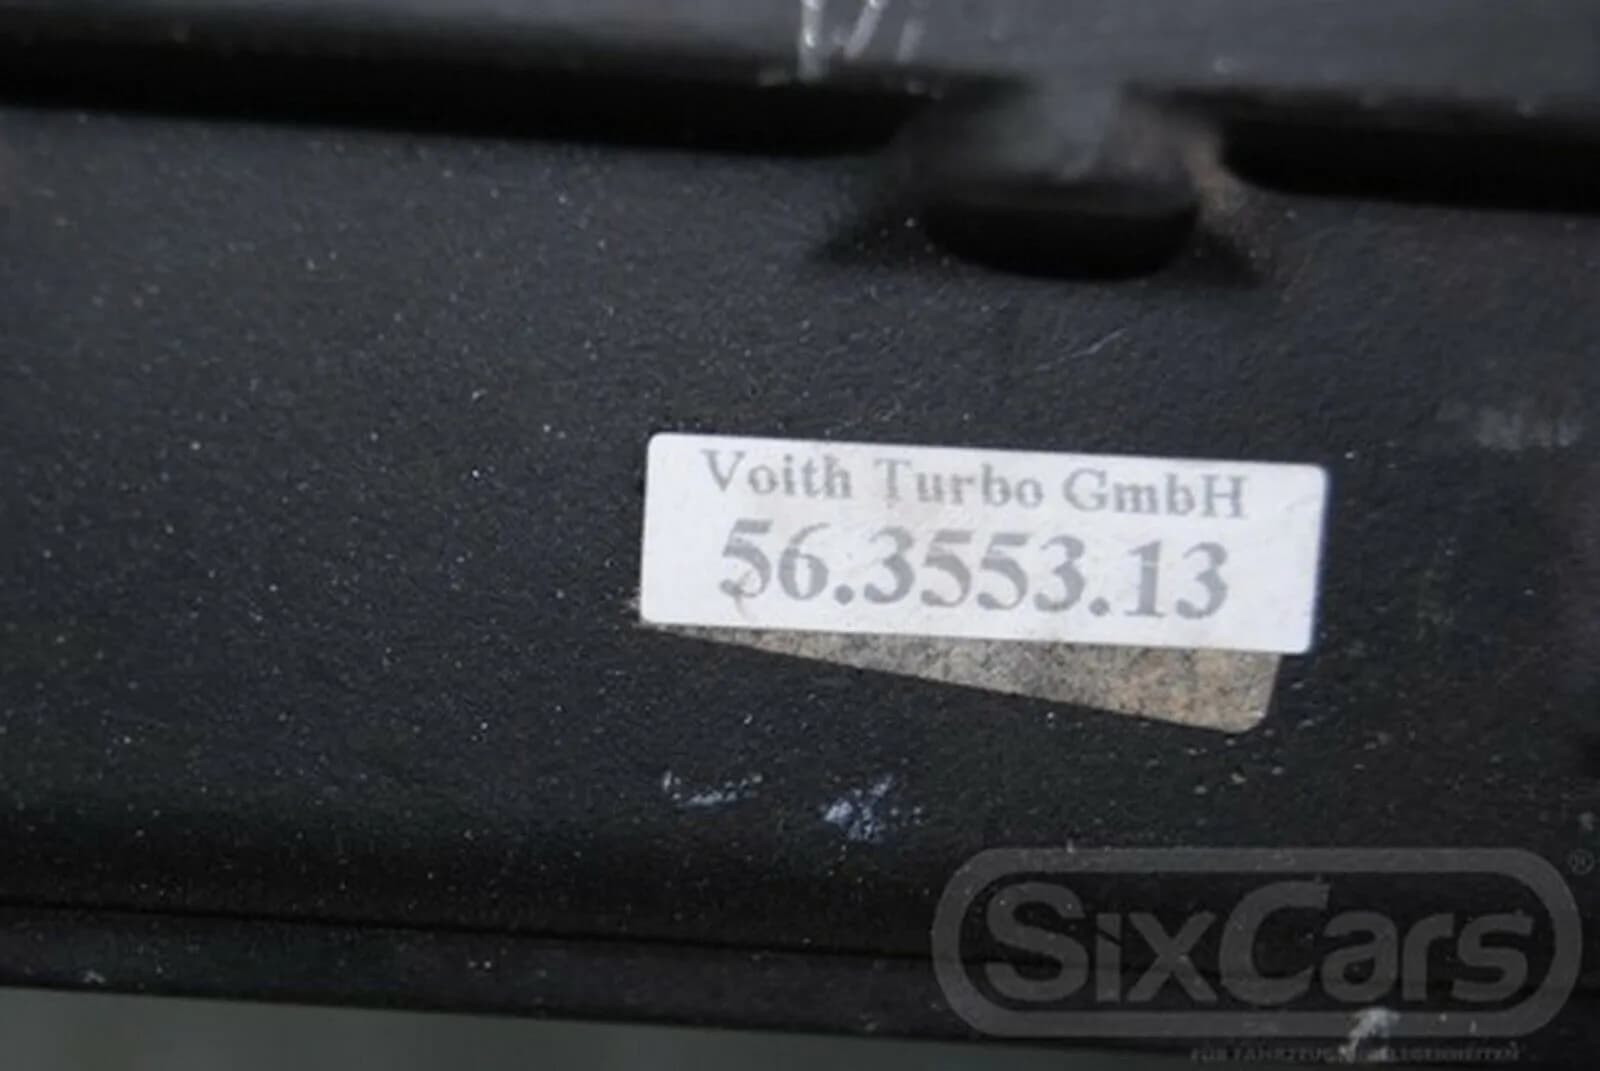 Voith Turbo GmbH
56.3553.13
SixCars®